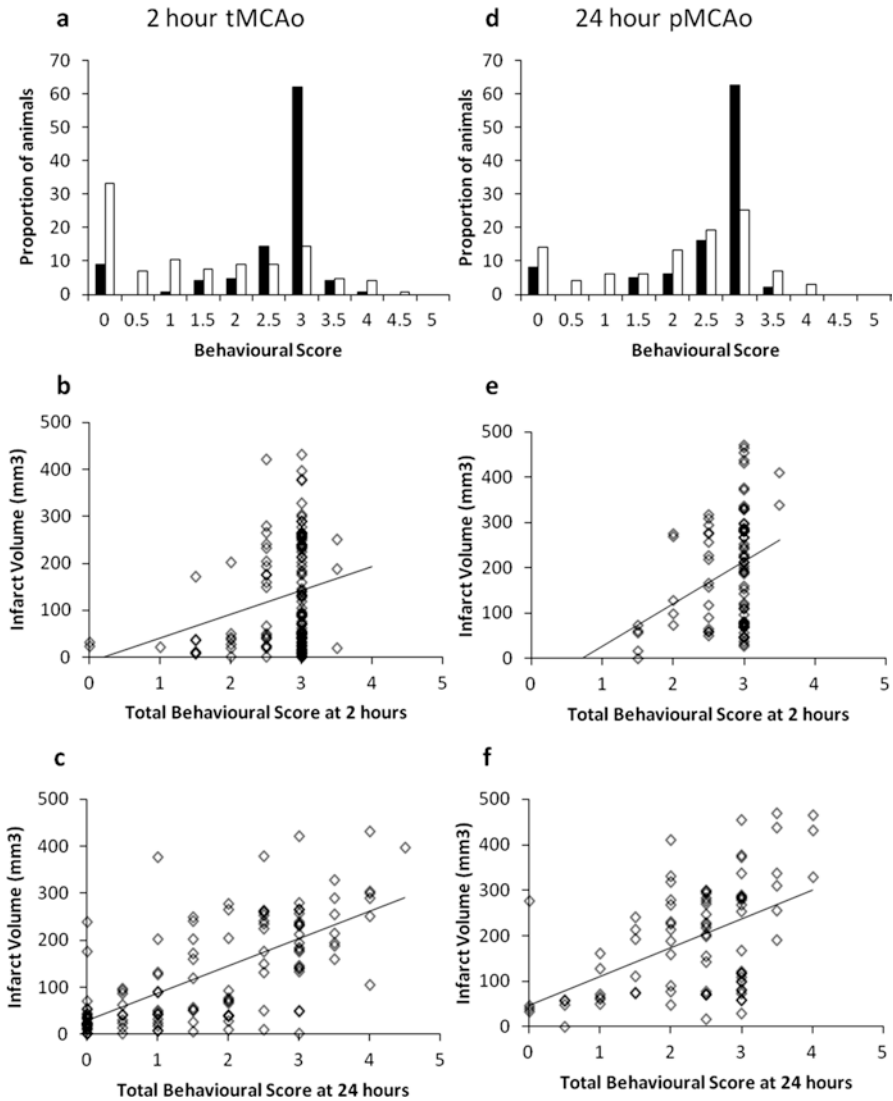 a 2 hour tMCAo
Proportion of animals
70
60
50
40
30
20
10
0
0 0.5 1 1.5 2 2.5 3 3.5 4 4.5 5
Behavioural Score
d 24 hour pMCAo
Proportion of animals
70
60
50
40
30
20
10
0
0 0.5 1 1.5 2 2.5 3 3.5 4 4.5 5
Behavioural Score
b
Infarct Volume (mm3)
500
400
300
200
100
0
0 1 2 3 4 5
Total Behavioural Score at 2 hours
e
Infarct Volume (mm3)
500
400
300
200
100
0
0 1 2 3 4 5
Total Behavioural Score at 2 hours
c
Infarct Volume (mm3)
500
400
300
200
100
0
0 1 2 3 4 5
Total Behavioural Score at 24 hours
f
Infarct Volume (mm3)
500
400
300
200
100
0
0 1 2 3 4 5
Total Behavioural Score at 24 hours